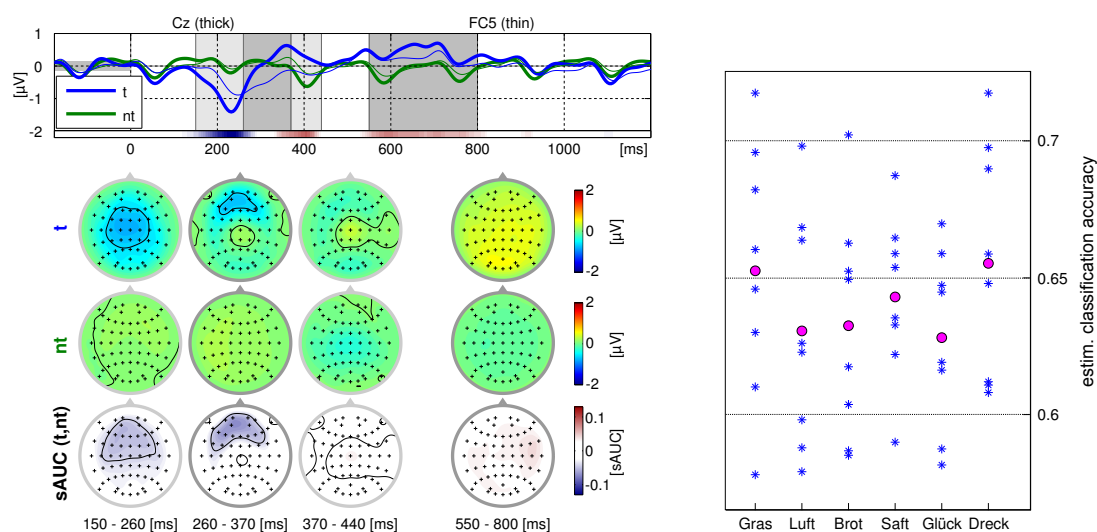 Cz (thick) FC5 (thin)
1
0
-1
-2
[µV]
t
nt
0 200 400 600 800 1000 [ms]
t
2
0
-2
[µV]
nt
2
0
-2
[µV]
sAUC (t,nt)
0.1
0
-0.1
[sAUC]
150 - 260 [ms] 260 - 370 [ms] 370 - 440 [ms] 550 - 800 [ms]
0.7
0.65
0.6
estim. classification accuracy
Gras Luft Brot Saft Glück Dreck